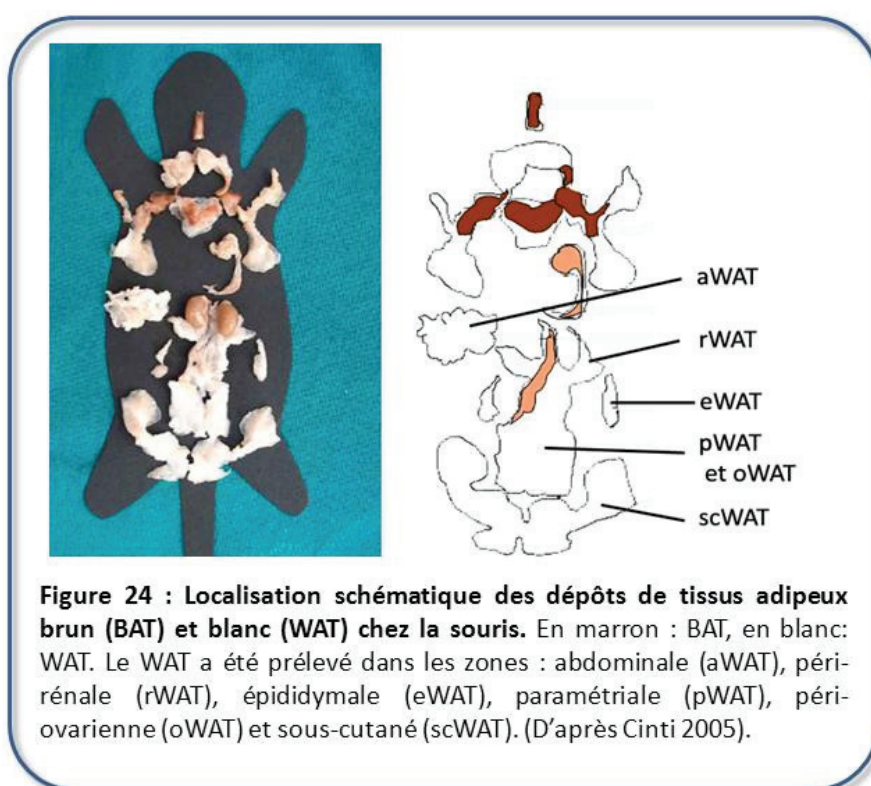 aWAT
rWAT
eWAT
pWAT
et oWAT
scWAT
Figure 24 : Localisation schématique des dépôts de tissus adipeux
brun (BAT) et blanc (WAT) chez la souris. En marron : BAT, en blanc:
WAT. Le WAT a été prélevé dans les zones : abdominale (aWAT), péri-
rénale (rWAT), épididymale (eWAT), paramétriale (pWAT), péri-
ovarienne (oWAT) et sous-cutané (scWAT). (D’après Cinti 2005).